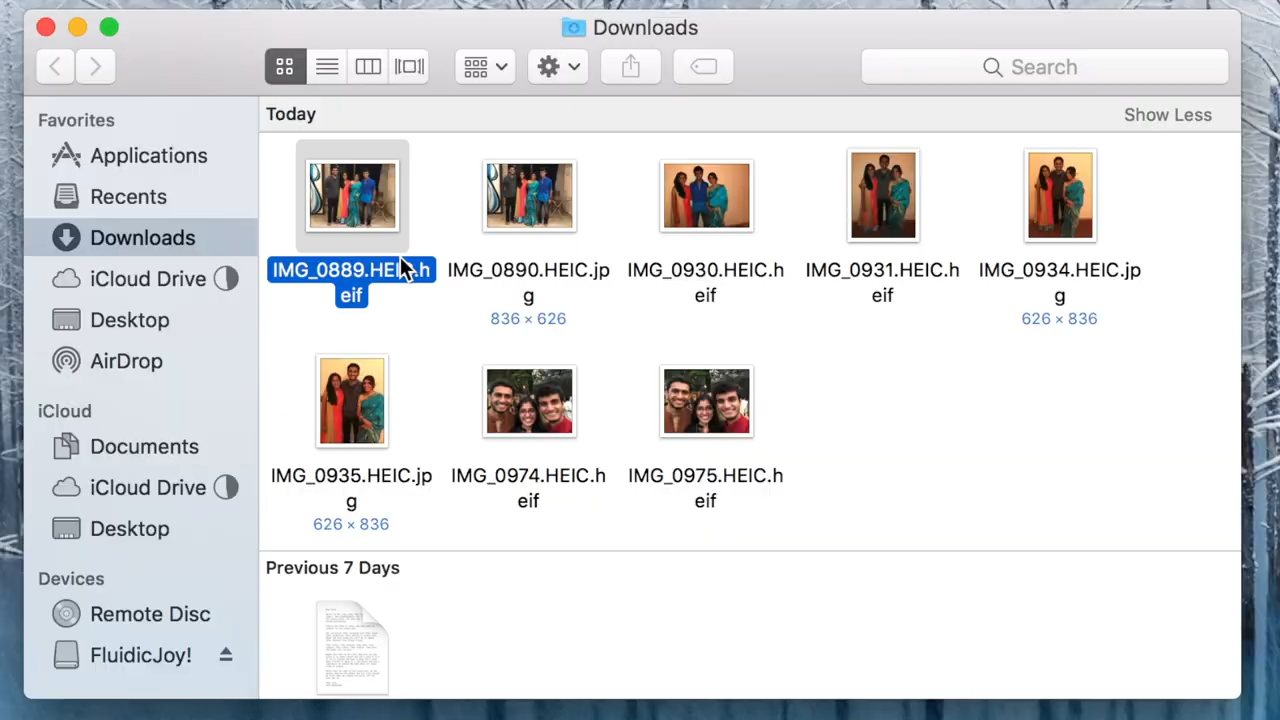 Downloads
Search
Favorites
Applications
Recents
Downloads
iCloud Drive
Desktop
AirDrop
iCloud
Documents
iCloud Drive
Desktop
Devices
Remote Disc
FluidicJoy!
Today
Show Less
IMG_0889.HEIC.h
eif
IMG_0890.HEIC.jp
g
836 × 626
IMG_0930.HEIC.h
eif
IMG_0931.HEIC.h
eif
IMG_0934.HEIC.jp
g
626 × 836
IMG_0935.HEIC.jp
g
626 × 836
IMG_0974.HEIC.h
eif
IMG_0975.HEIC.h
eif
Previous 7 Days